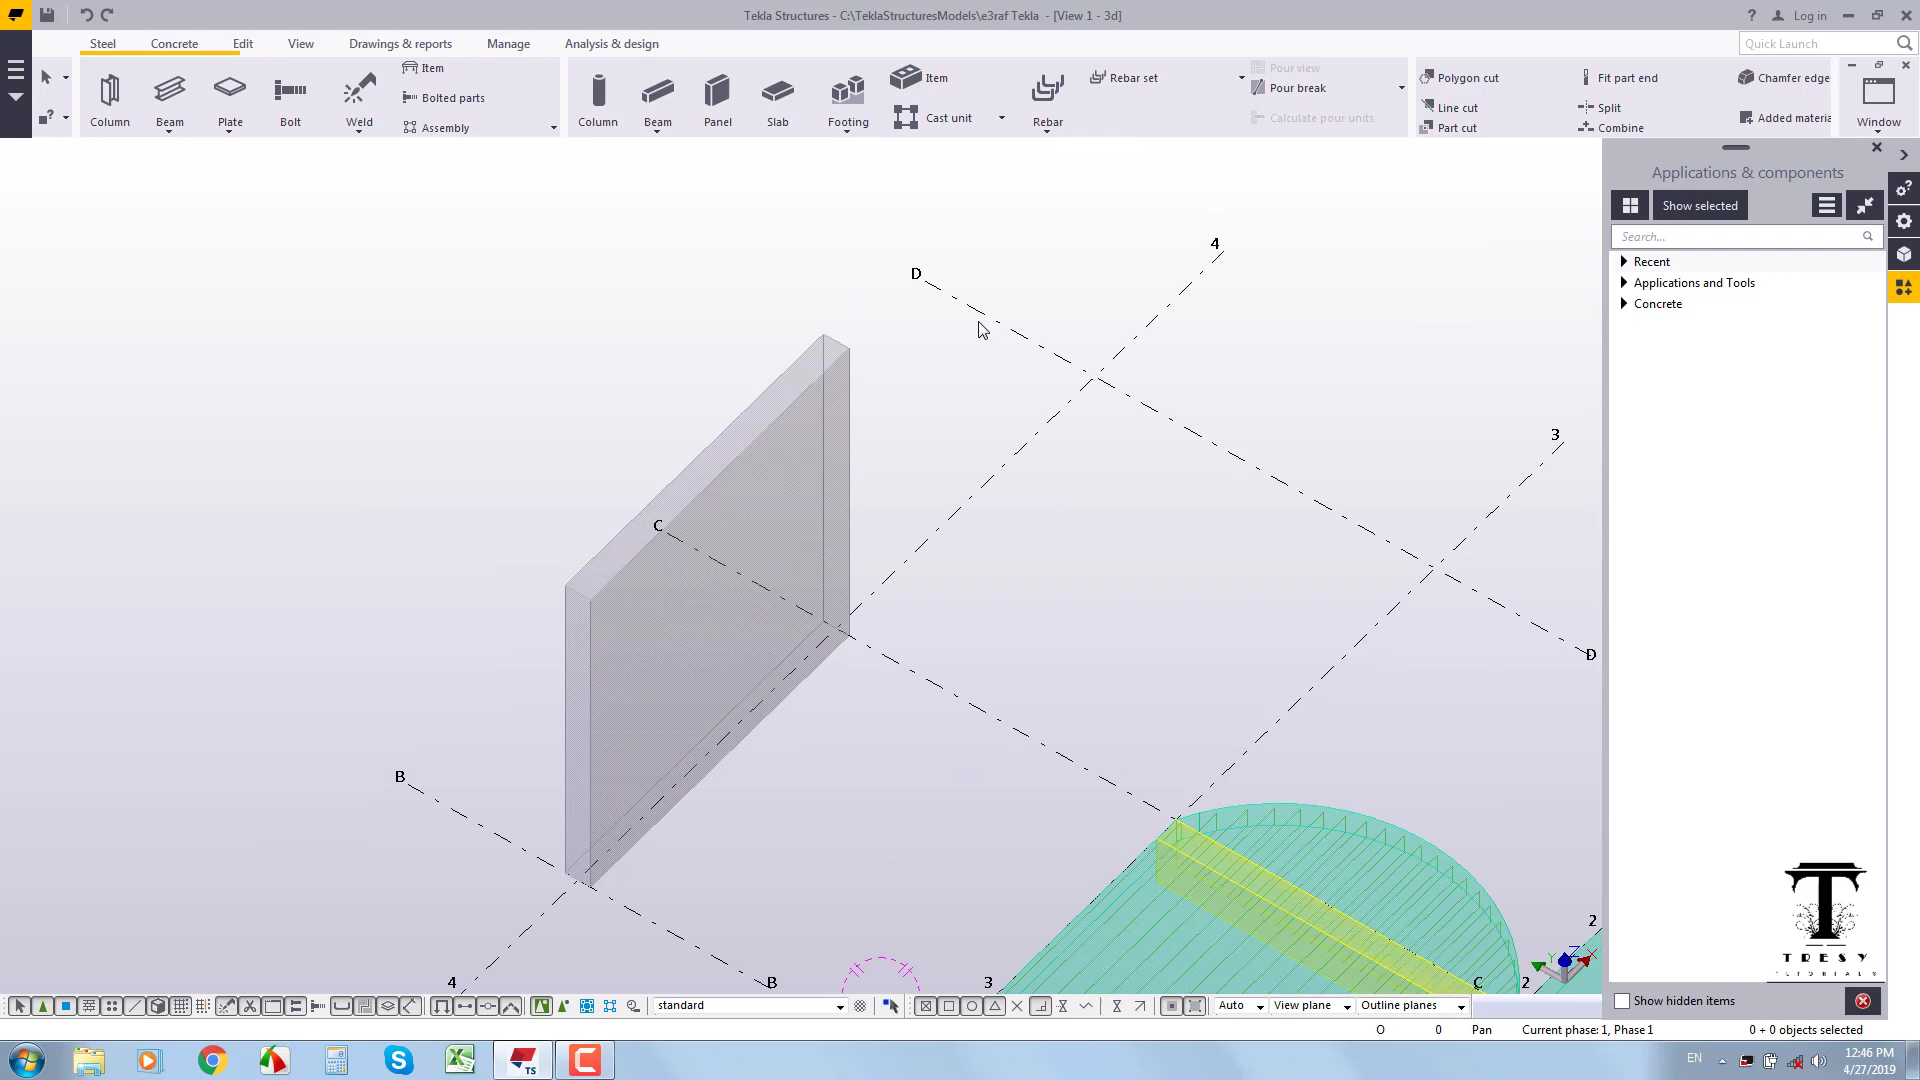 Tekla Structures - C:\TeklaStructuresModels\e3raf Tekla - [View 1 - 3d]
? Log in
Steel Concrete Edit View Drawings & reports Manage Analysis & design
Quick Launch
Column Beam Plate Bolt Weld
Item
Bolted parts
Assembly
Column Beam Panel Slab Footing
Item
Cast unit
Rebar
Rebar set
Pour view
Pour break
Calculate pour units
Polygon cut
Line cut
Part cut
Fit part end
Split
Combine
Chamfer edge
Added materia
Window
Applications & components
Show selected
Search...
Recent
Applications and Tools
Concrete
D
4
3
C
D
B
4
B
3
C
2
2
Z
Y
X
TRESY
TUTORIALS
standard
Auto
View plane
Outline planes
Show hidden items
O 0 Pan Current phase: 1, Phase 1 0 + 0 objects selected
TS
EN
12:46 PM
4/27/2019